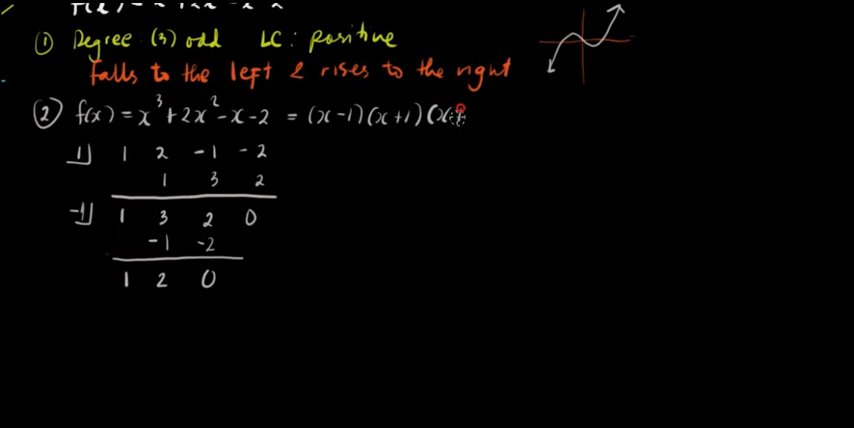 ① Degree (3) odd LC: positive
falls to the left & rises to the right
② f(x) = x³ + 2x² - x - 2 = (x - 1)(x + 1)(x +
1 1 2 -1 -2
1 3 2
-1 1 3 2 0
-1 -2
1 2 0